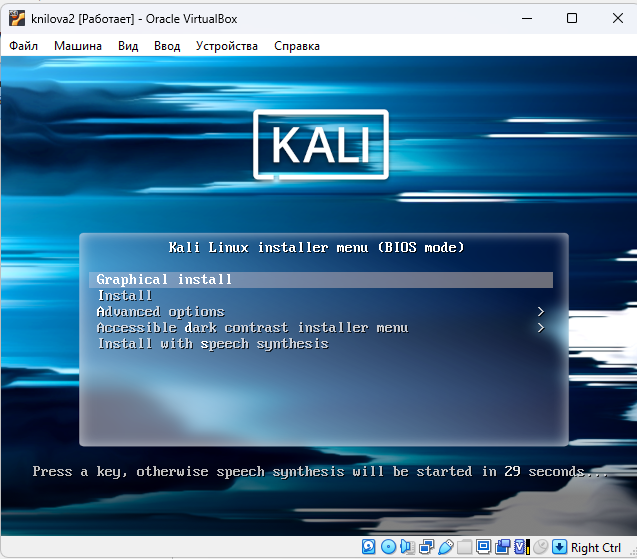 knilova2 [Работает] - Oracle VirtualBox
Файл Машина Вид Ввод Устройства Справка
KALI
Kali Linux installer menu (BIOS mode)
Graphical install
Install
Advanced options >
Accessible dark contrast installer menu >
Install with speech synthesis
Press a key, otherwise speech synthesis will be started in 29 seconds...
Right Ctrl